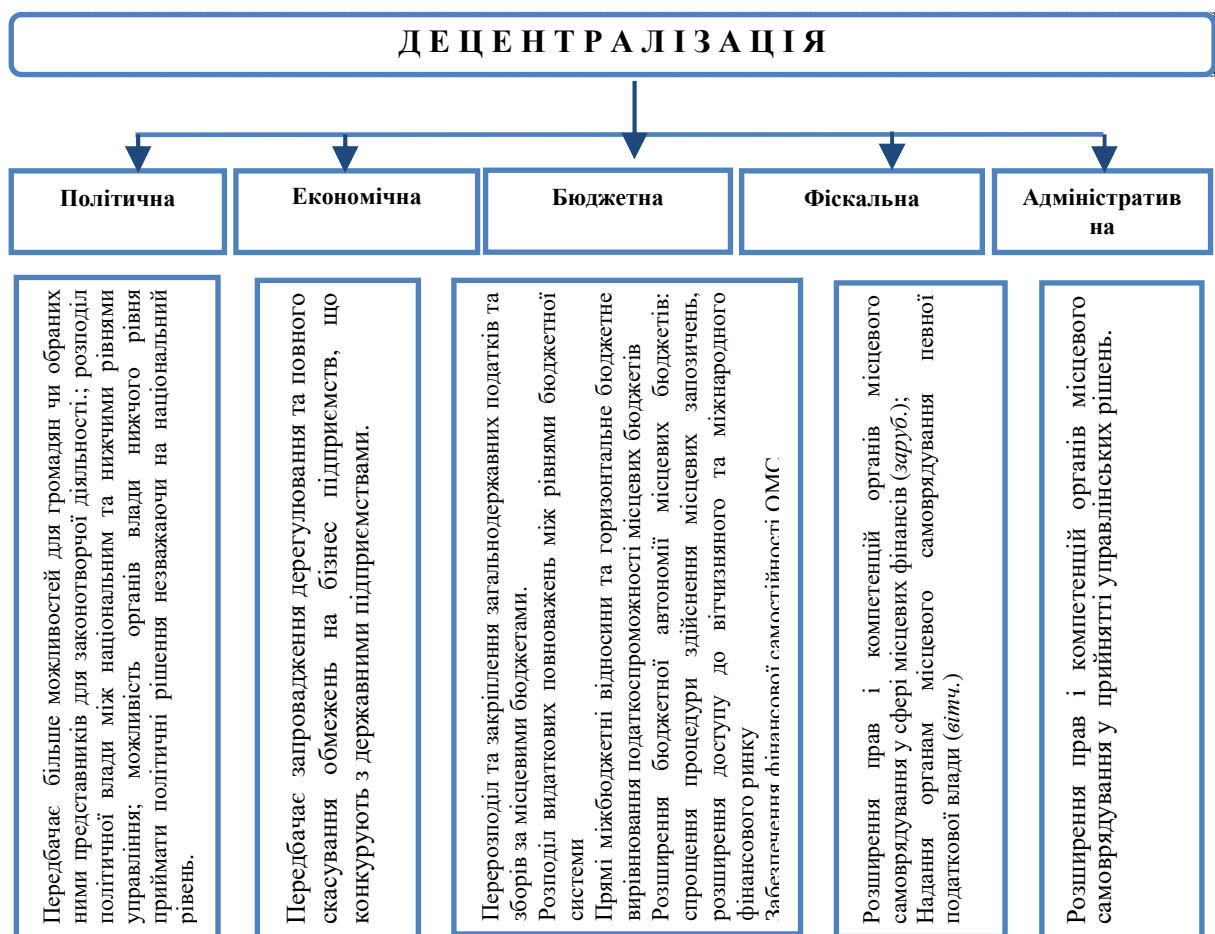 Д Е Ц Е Н Т Р А Л І З А Ц І Я
Політична
Економічна
Бюджетна
Фіскальна
Адміністратив
на
Передбачає більше можливостей для громадян чи обраних
ними представників для законотворчої діяльності.; розподіл
політичної влади між національним та нижчими рівнями
управління; можливість органів влади нижчого рівня
приймати політичні рішення незважаючи на національний
рівень.
Передбачає запровадження дерегулювання та повного
скасування обмежень на бізнес підприємств, що
конкурують з державними підприємствами.
Перерозподіл та закріплення загальнодержавних податків та
зборів за місцевими бюджетами.
Розподіл видаткових повноважень між рівнями бюджетної
системи
Прямі міжбюджетні відносини та горизонтальне бюджетне
вирівнювання податкоспроможності місцевих бюджетів
Розширення бюджетної автономії місцевих бюджетів:
спрощення процедури здійснення місцевих запозичень,
розширення доступу до вітчизняного та міжнародного
фінансового ринку
Забезпечення фінансової самостійності ОМС
Розширення прав і компетенцій органів місцевого
самоврядування у сфері місцевих фінансів (заруб.);
Надання органам місцевого самоврядування певної
податкової влади (вітч.)
Розширення прав і компетенцій органів місцевого
самоврядування у прийнятті управлінських рішень.